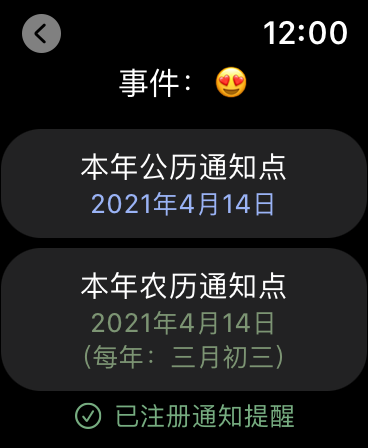 12:00
事件：😍
本年公历通知点
2021年4月14日
本年农历通知点
2021年4月14日
（每年：三月初三）
已注册通知提醒